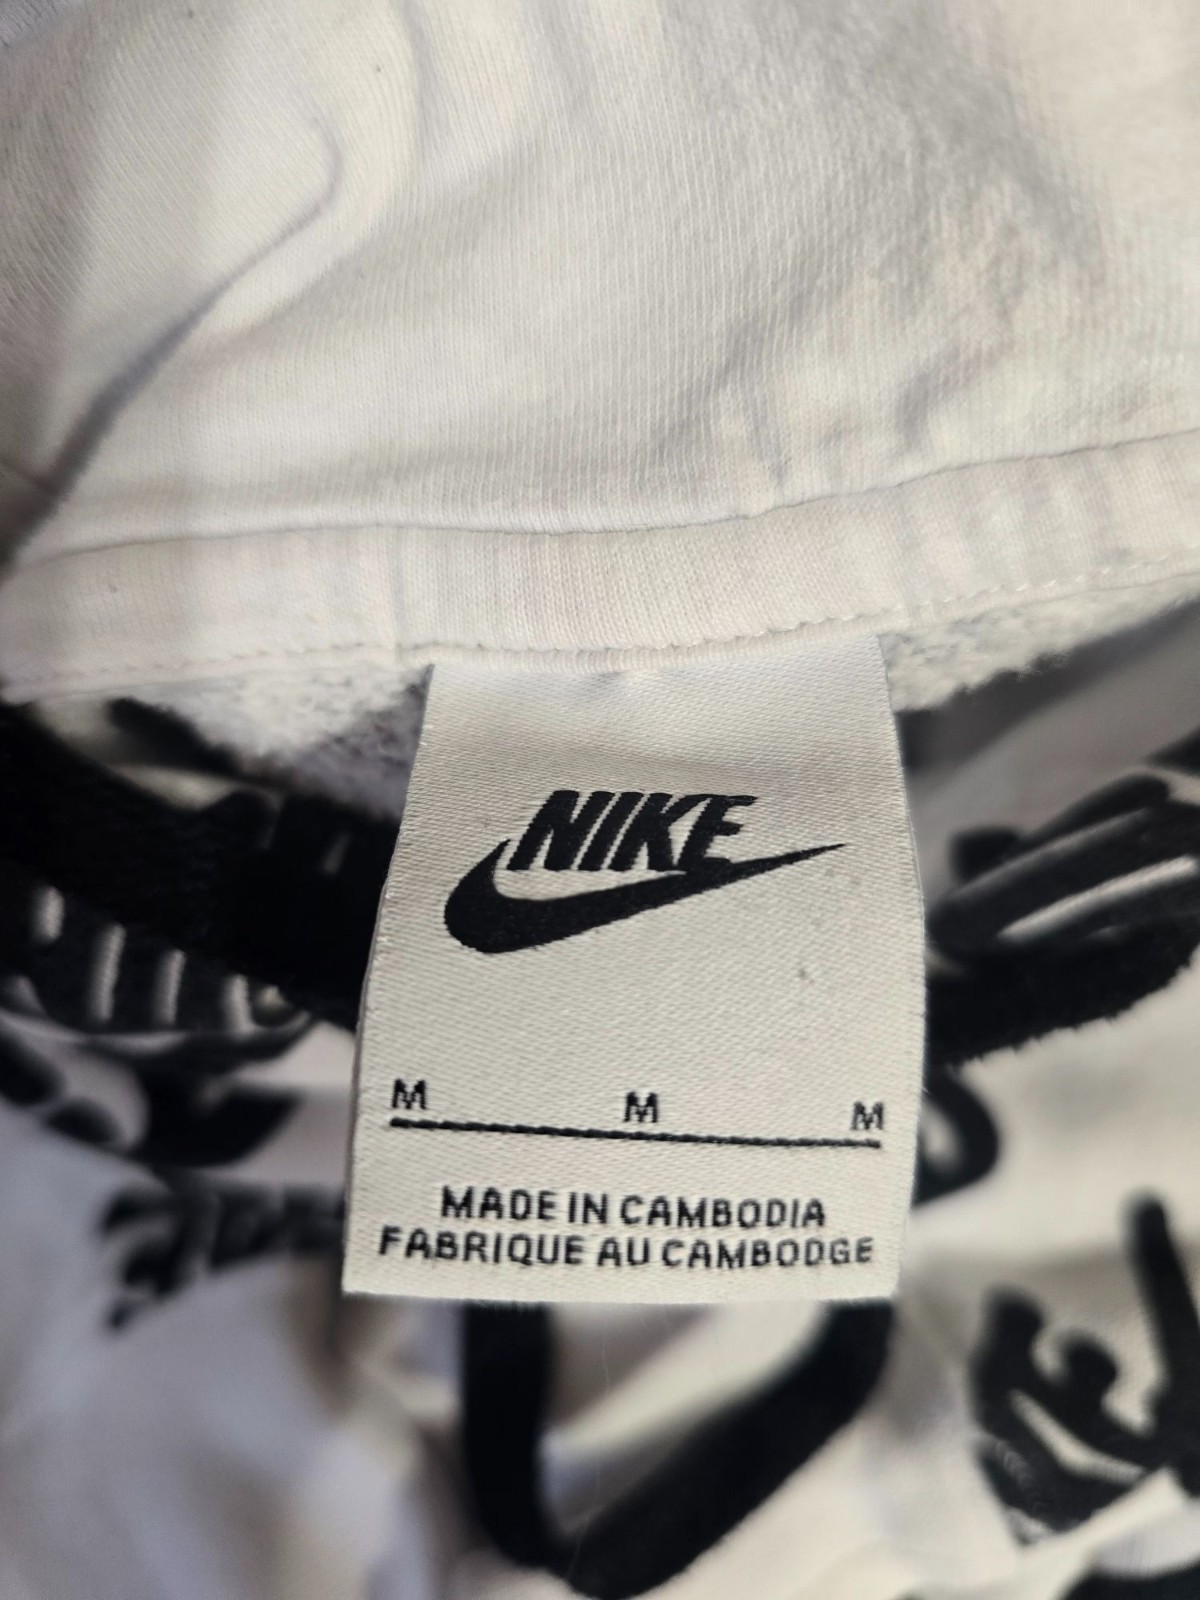 NIKE
M M M
MADE IN CAMBODIA
FABRIQUE AU CAMBODGE